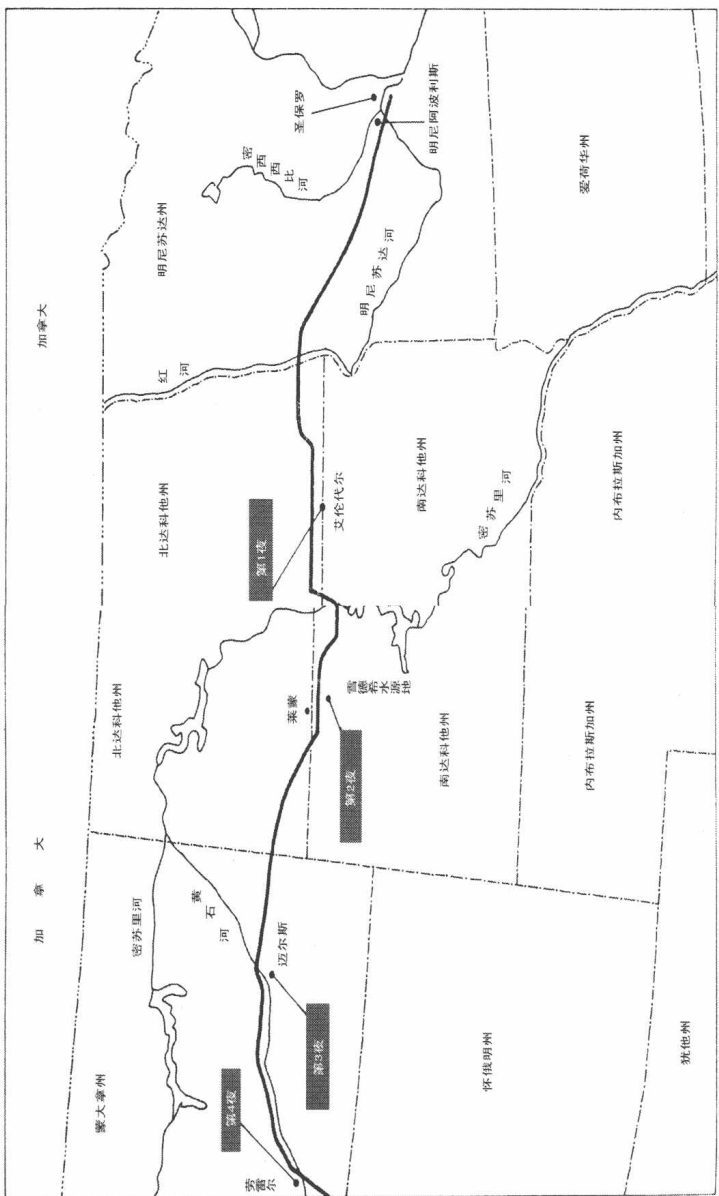 加拿大
加拿大
蒙大拿州
密苏里河
北达科他州
北达科他州
红河
明尼苏达州
密西西比河
圣保罗
明尼阿波利斯
明尼苏达河
黄石河
莱蒙
第4夜
劳雷尔
第3夜
迈尔斯
第2夜
雪德希水源地
第1夜
艾伦代尔
怀俄明州
南达科他州
南达科他州
密苏里河
犹他州
内布拉斯加州
内布拉斯加州
爱荷华州